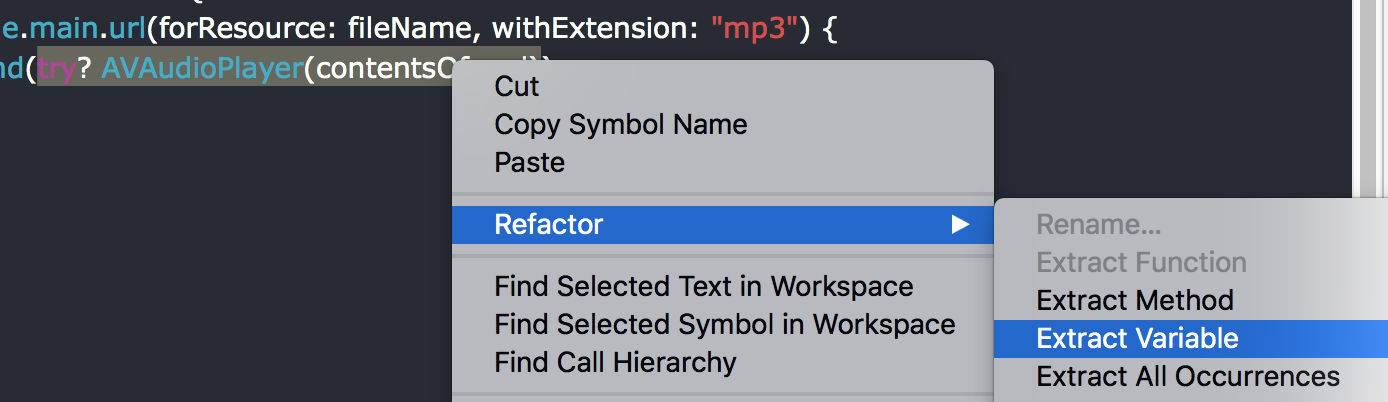 e.main.url(forResource: fileName, withExtension: "mp3") {
nd(try? AVAudioPlayer(contentsOf
Cut
Copy Symbol Name
Paste
Refactor
Find Selected Text in Workspace
Find Selected Symbol in Workspace
Find Call Hierarchy
Rename...
Extract Function
Extract Method
Extract Variable
Extract All Occurrences